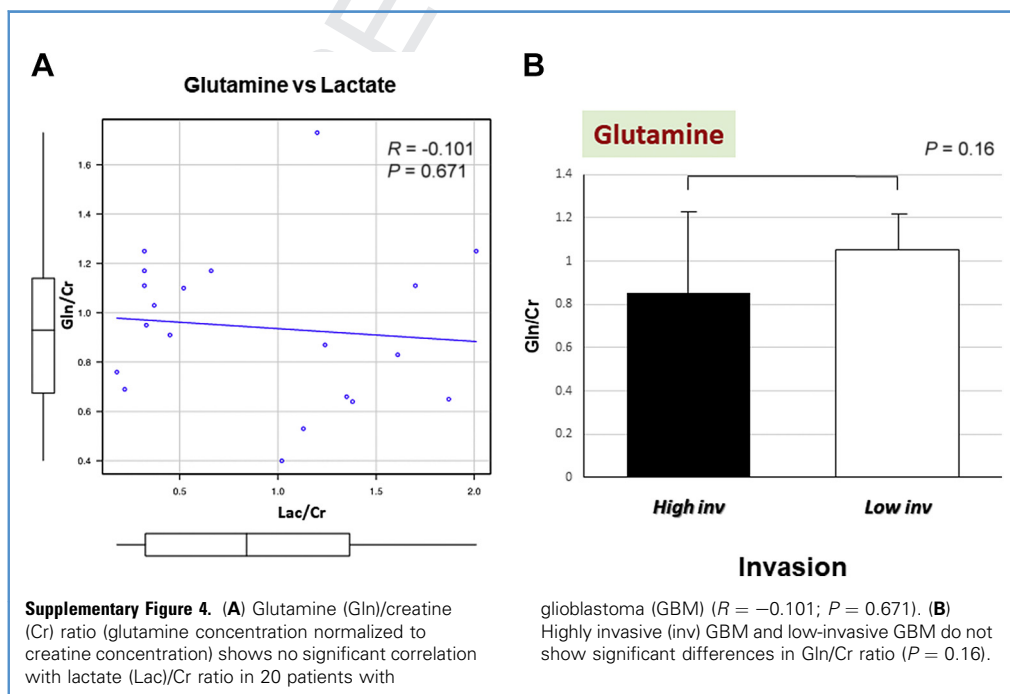 A
Glutamine vs Lactate
R = -0.101
P = 0.671
1.6
1.4
1.2
1.0
0.8
0.6
0.4
Gln/Cr
0.5 1.0 1.5 2.0
Lac/Cr
B
Glutamine
P = 0.16
1.4
1.2
1
0.8
0.6
0.4
0.2
0
Gln/Cr
High inv Low inv
Invasion
Supplementary Figure 4. (A) Glutamine (Gln)/creatine
(Cr) ratio (glutamine concentration normalized to
creatine concentration) shows no significant correlation
with lactate (Lac)/Cr ratio in 20 patients with
glioblastoma (GBM) (R = −0.101; P = 0.671). (B)
Highly invasive (inv) GBM and low-invasive GBM do not
show significant differences in Gln/Cr ratio (P = 0.16).